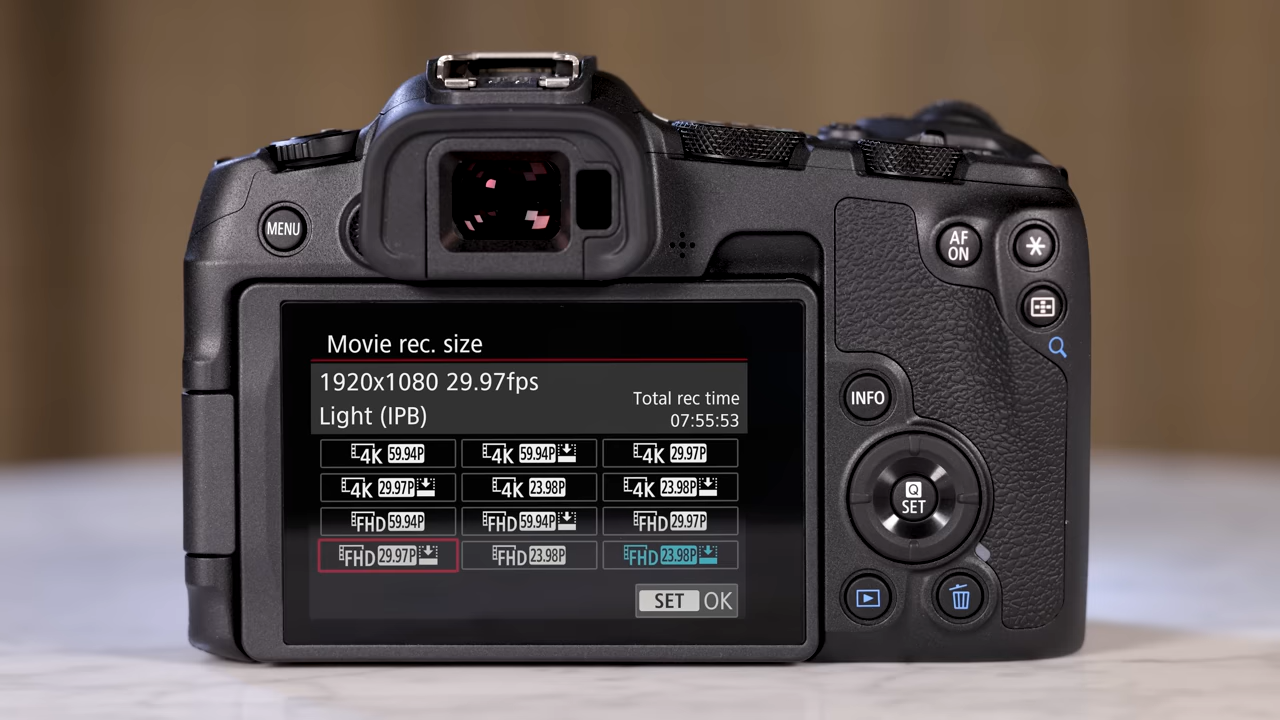 MENU
AF
ON
INFO
Q
SET
Movie rec. size
1920x1080 29.97fps
Light (IPB)
Total rec time
07:55:53
4K 59.94P
4K 59.94P
4K 29.97P
4K 29.97P
4K 23.98P
4K 23.98P
FHD 59.94P
FHD 59.94P
FHD 29.97P
FHD 29.97P
FHD 23.98P
FHD 23.98P
SET OK